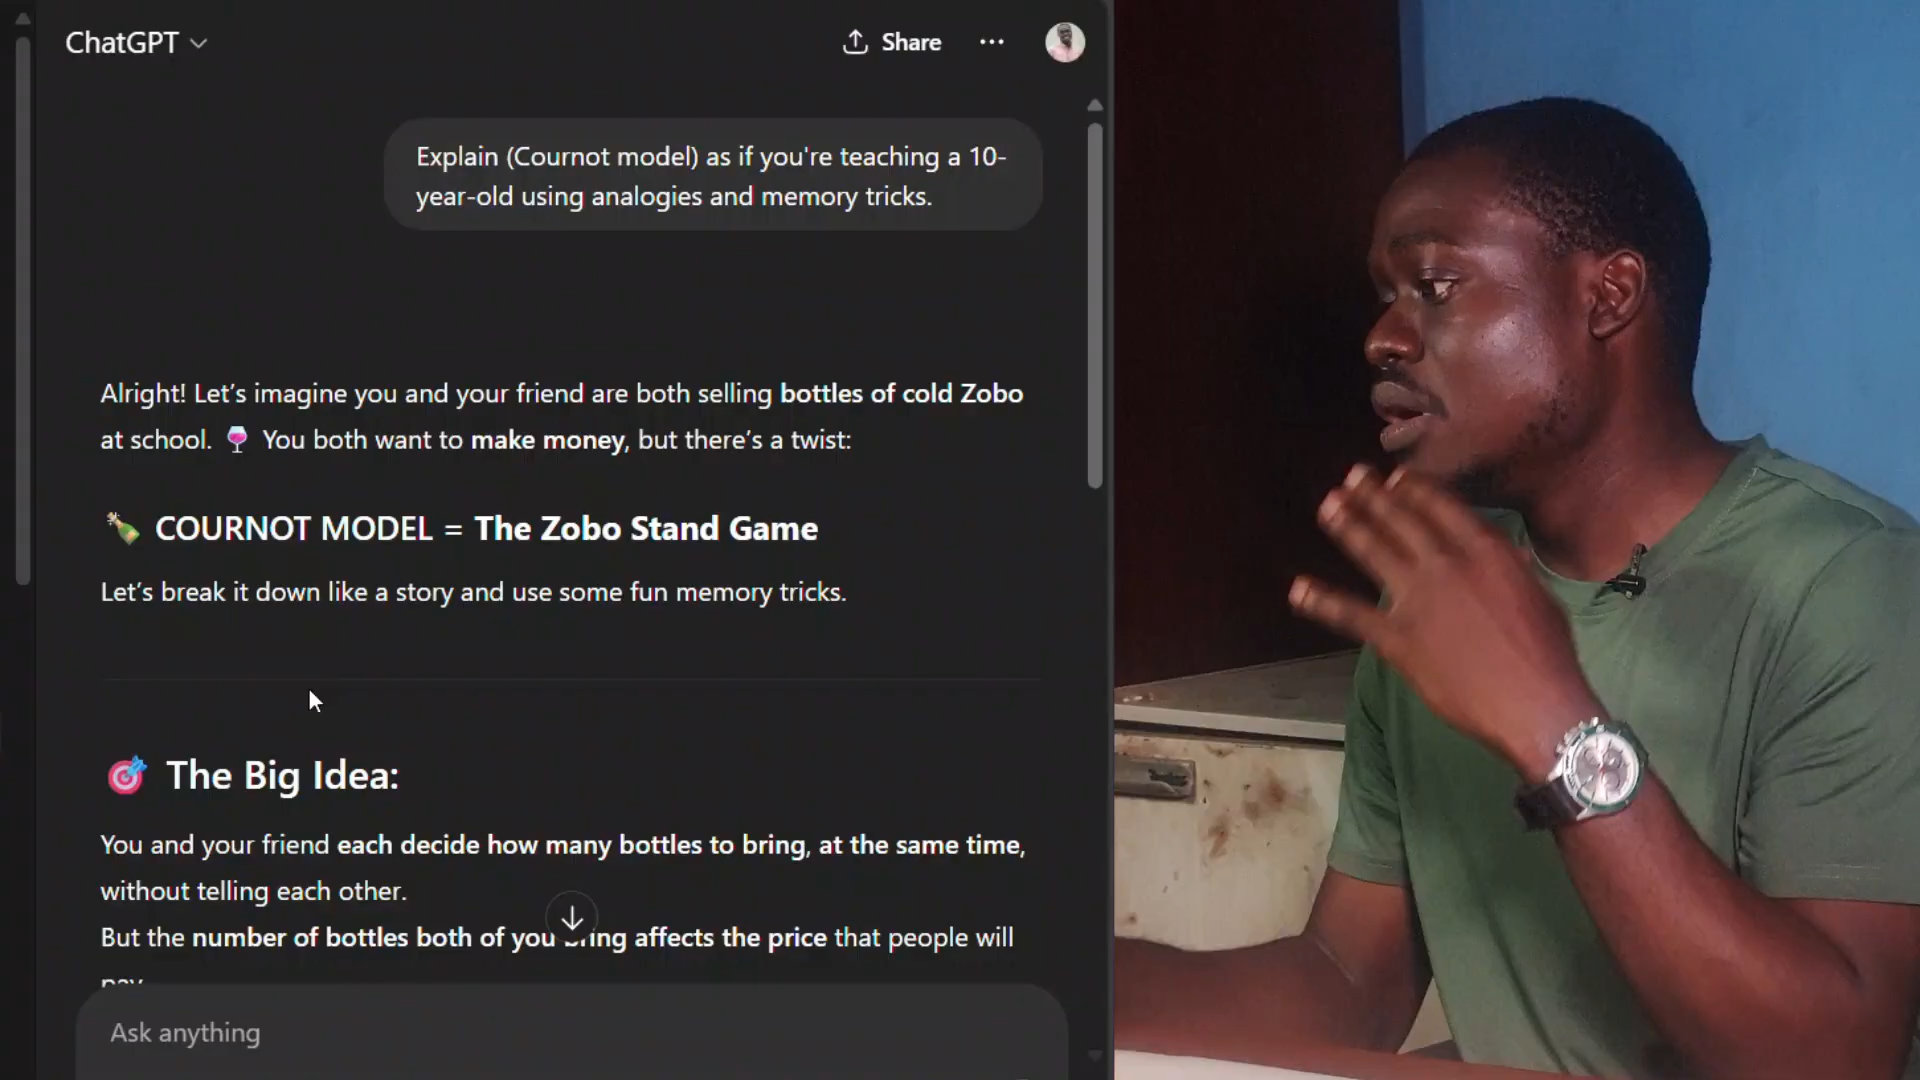 ChatGPT
Share
Explain (Cournot model) as if you're teaching a 10-
year-old using analogies and memory tricks.
Alright! Let’s imagine you and your friend are both selling bottles of cold Zobo
at school. 🍷 You both want to make money, but there’s a twist:
🍾 COURNOT MODEL = The Zobo Stand Game
Let’s break it down like a story and use some fun memory tricks.
🎯 The Big Idea:
You and your friend each decide how many bottles to bring, at the same time,
without telling each other.
But the number of bottles both of you bring affects the price that people will
pay.
Ask anything